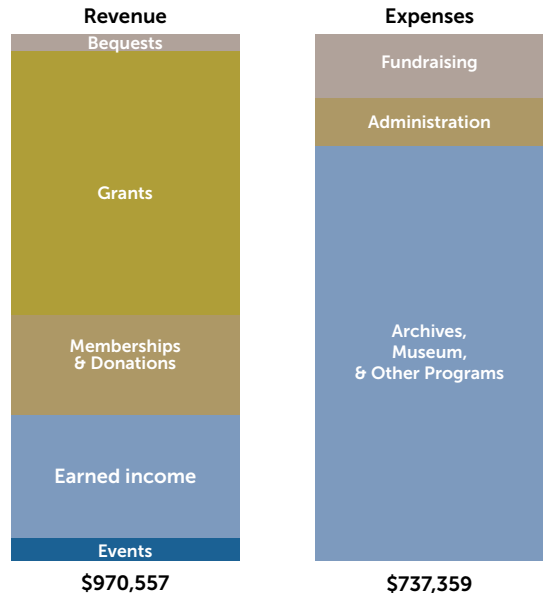 Revenue
Bequests
Grants
Memberships
& Donations
Earned income
Events
$970,557
Expenses
Fundraising
Administration
Archives,
Museum,
& Other Programs
$737,359